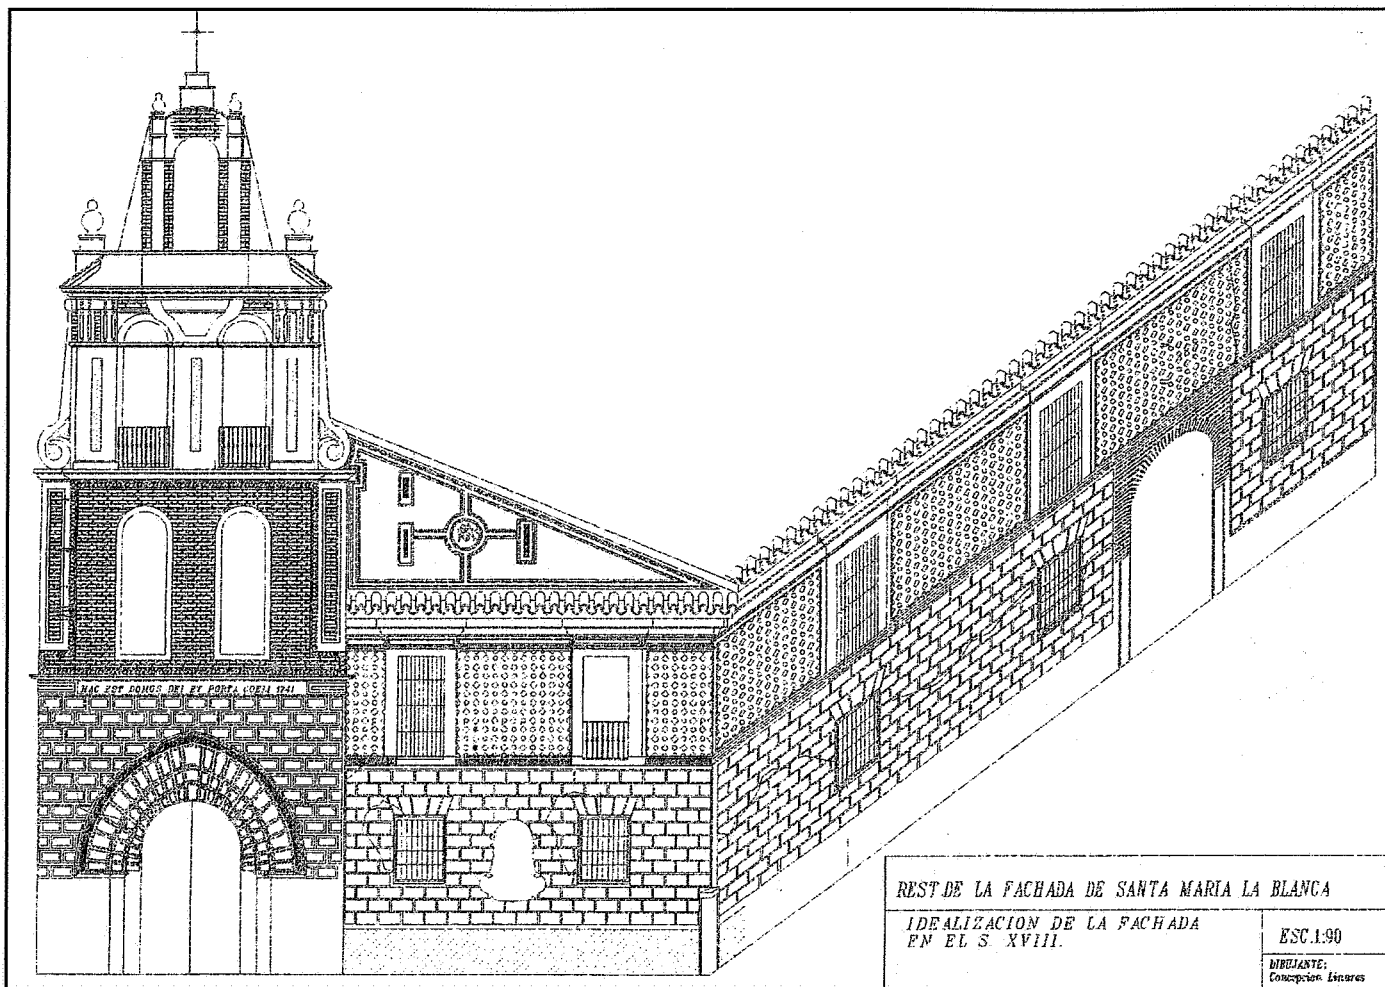 HAC EST DOMUS DEI ET PORTA COELI 1741
REST.DE LA FACHADA DE SANTA MARIA LA BLANCA
IDEALIZACION DE LA FACHADA
EN EL S. XVIII.
ESC.1:90
DIBUJANTE:
Concepcion Linares